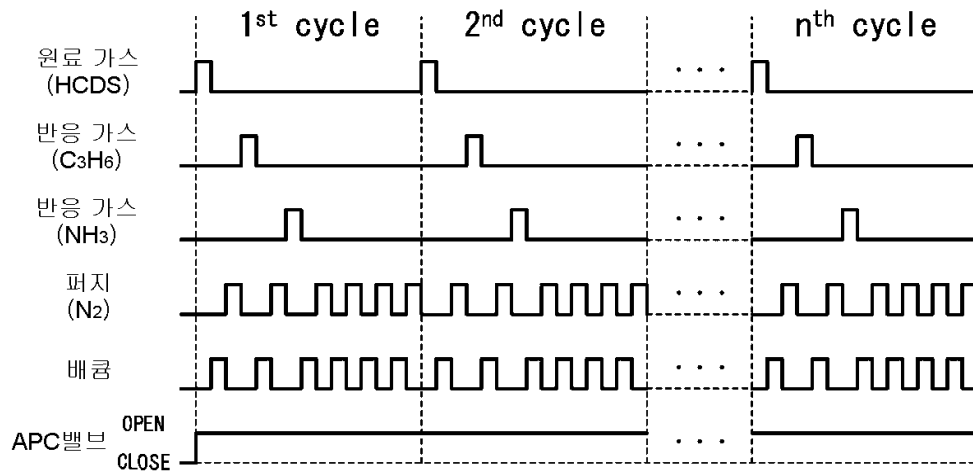 1st cycle 2nd cycle nth cycle
원료 가스
(HCDS)
· · ·
반응 가스
(C3H6)
· · ·
반응 가스
(NH3)
· · ·
퍼지
(N2)
· · ·
배큠
· · ·
OPEN
APC밸브
· · ·
CLOSE